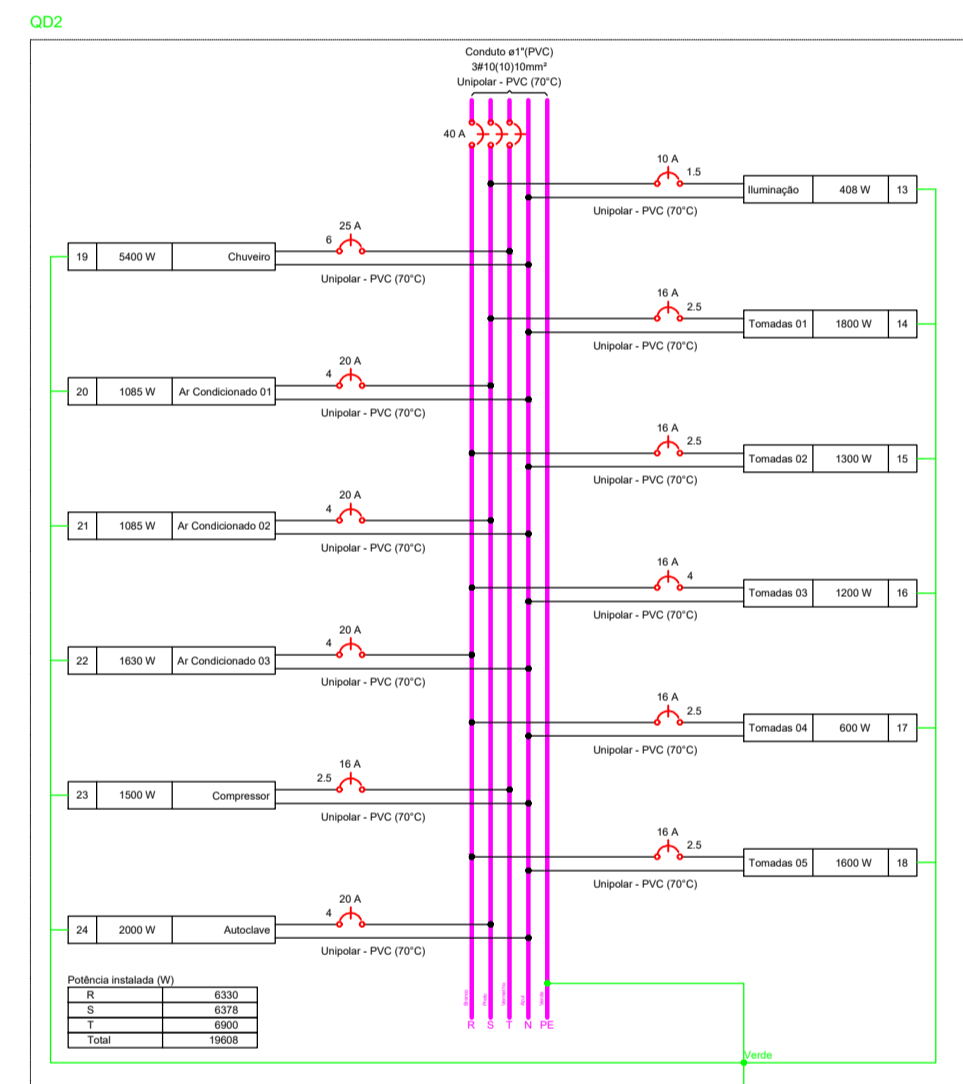 QD2
Conduto ø1"(PVC)
3#10(10)10mm²
Unipolar - PVC (70°C)
40 A
10 A
1.5
Iluminação 408 W 13
Unipolar - PVC (70°C)
25 A
6
19 5400 W Chuveiro
Unipolar - PVC (70°C)
16 A
2.5
Tomadas 01 1800 W 14
Unipolar - PVC (70°C)
20 A
4
20 1085 W Ar Condicionado 01
Unipolar - PVC (70°C)
16 A
2.5
Tomadas 02 1300 W 15
Unipolar - PVC (70°C)
20 A
4
21 1085 W Ar Condicionado 02
Unipolar - PVC (70°C)
16 A
4
Tomadas 03 1200 W 16
Unipolar - PVC (70°C)
20 A
4
22 1630 W Ar Condicionado 03
Unipolar - PVC (70°C)
16 A
2.5
Tomadas 04 600 W 17
Unipolar - PVC (70°C)
16 A
2.5
23 1500 W Compressor
Unipolar - PVC (70°C)
16 A
2.5
Tomadas 05 1600 W 18
Unipolar - PVC (70°C)
20 A
4
24 2000 W Autoclave
Unipolar - PVC (70°C)
Potência instalada (W)
R 6330
S 6378
T 6900
Total 19608
Branco Preto Vermelho Azul Verde
R S T N PE
Verde